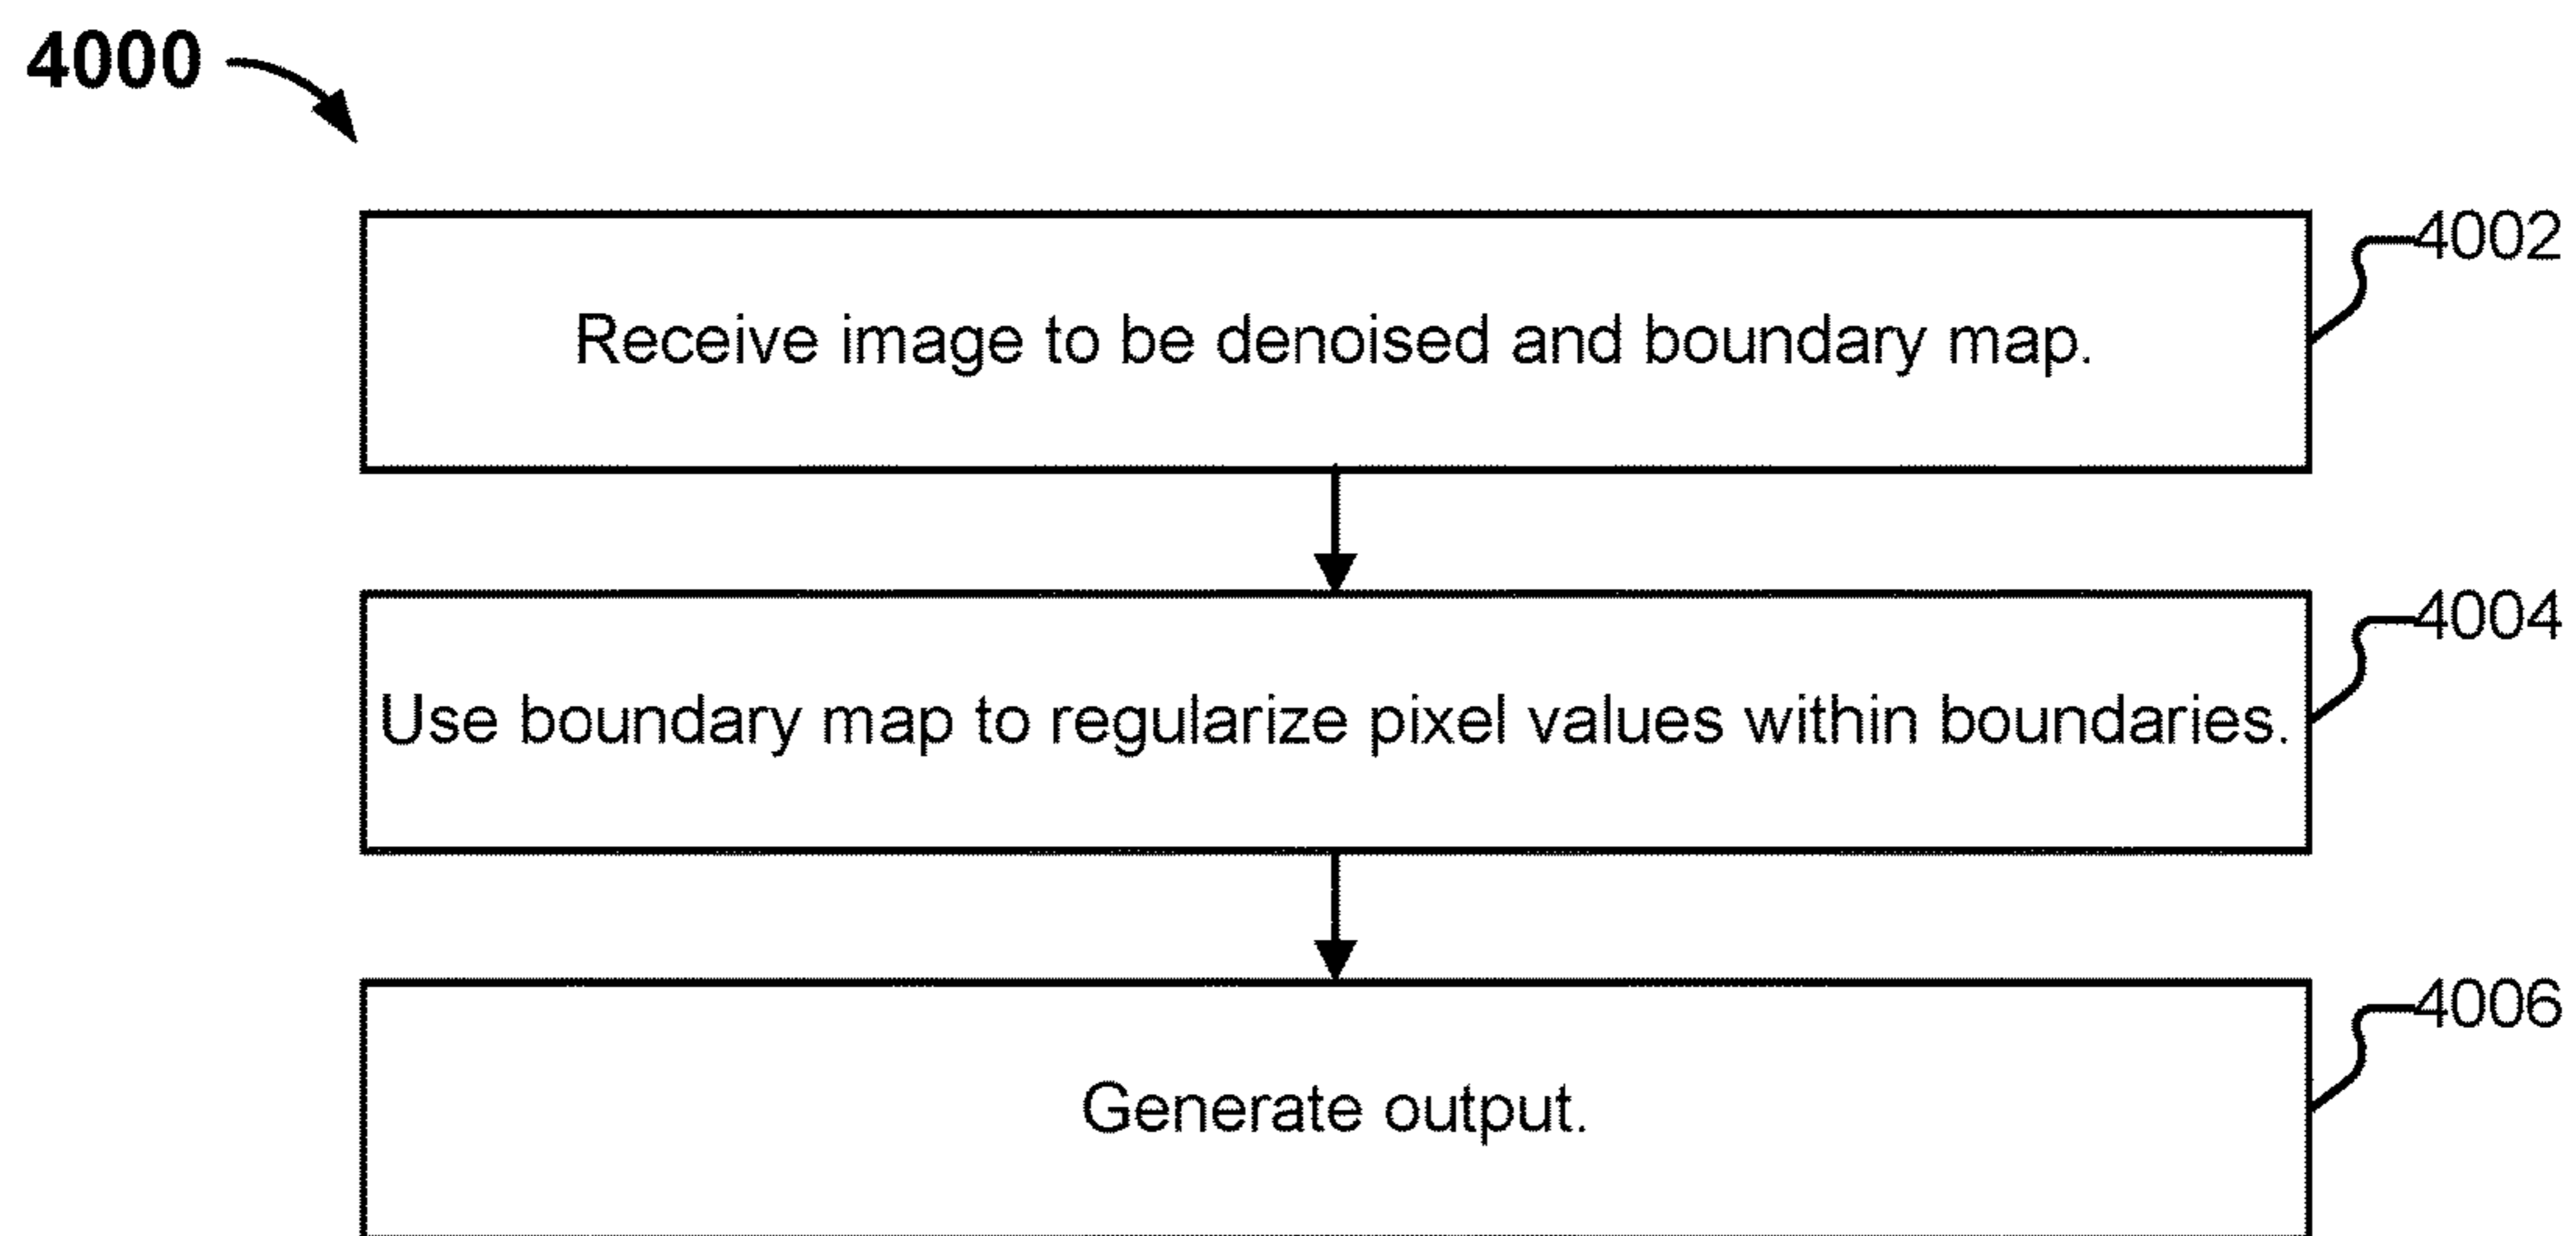 4000
4002
Receive image to be denoised and boundary map.
4004
Use boundary map to regularize pixel values within boundaries.
4006
Generate output.